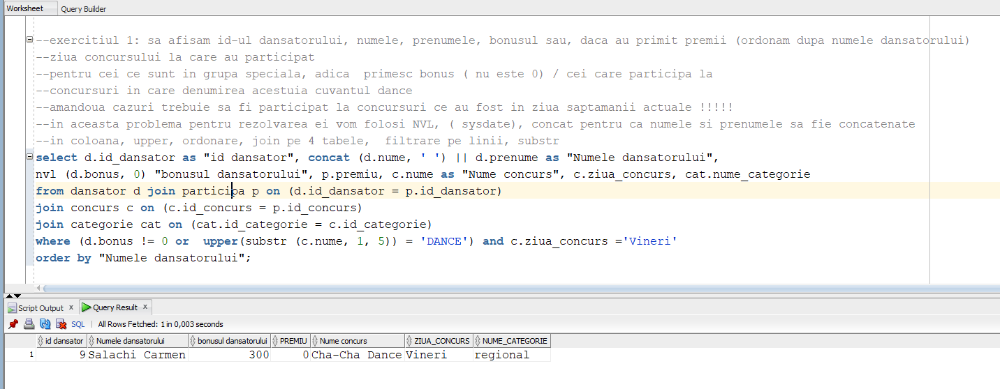 Worksheet Query Builder
--exercitiul 1: sa afisam id-ul dansatorului, numele, prenumele, bonusul sau, daca au primit premii (ordonam dupa numele dansatorului)
--ziua concursului la care au participat
--pentru cei ce sunt in grupa speciala, adica  primesc bonus ( nu este 0) / cei care participa la
--concursuri in care denumirea acestuia cuvantul dance
--amandoua cazuri trebuie sa fi participat la concursuri ce au fost in ziua saptamanii actuale !!!!!
--in aceasta problema pentru rezolvarea ei vom folosi NVL, ( sysdate), concat pentru ca numele si prenumele sa fie concatenate
--in coloana, upper, ordonare, join pe 4 tabele,  filtrare pe linii, substr
select d.id_dansator as "id dansator", concat (d.nume, ' ') || d.prenume as "Numele dansatorului",
nvl (d.bonus, 0) "bonusul dansatorului", p.premiu, c.nume as "Nume concurs", c.ziua_concurs, cat.nume_categorie
from dansator d join participa p on (d.id_dansator = p.id_dansator)
join concurs c on (c.id_concurs = p.id_concurs)
join categorie cat on (cat.id_categorie = c.id_categorie)
where (d.bonus != 0 or  upper(substr (c.nume, 1, 5)) = 'DANCE') and c.ziua_concurs ='Vineri'
order by "Numele dansatorului";
Script Output x Query Result x
SQL | All Rows Fetched: 1 in 0,003 seconds
id dansator Numele dansatorului bonusul dansatorului PREMIU Nume concurs ZIUA_CONCURS NUME_CATEGORIE
1 9 Salachi Carmen 300 0 Cha-Cha Dance Vineri regional